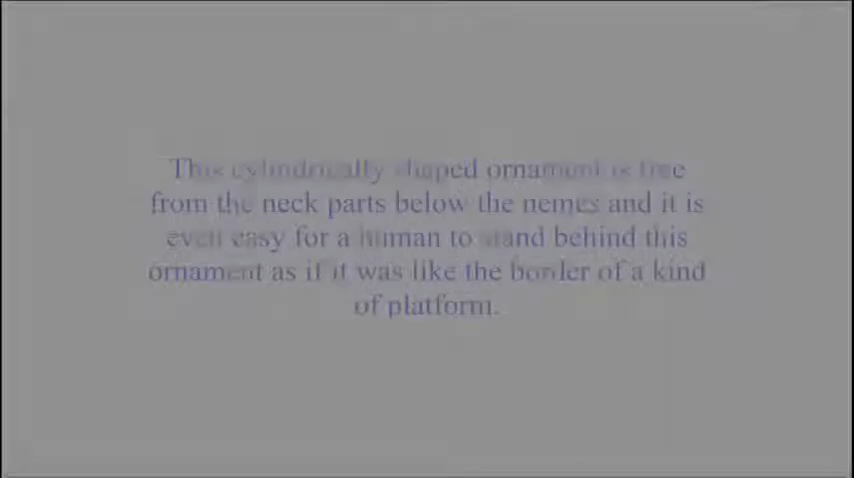 This cylindrically shaped ornament is free
from the neck parts below the nemes and it is
even easy for a human to stand behind this
ornament as if it was like the border of a kind
of platform.